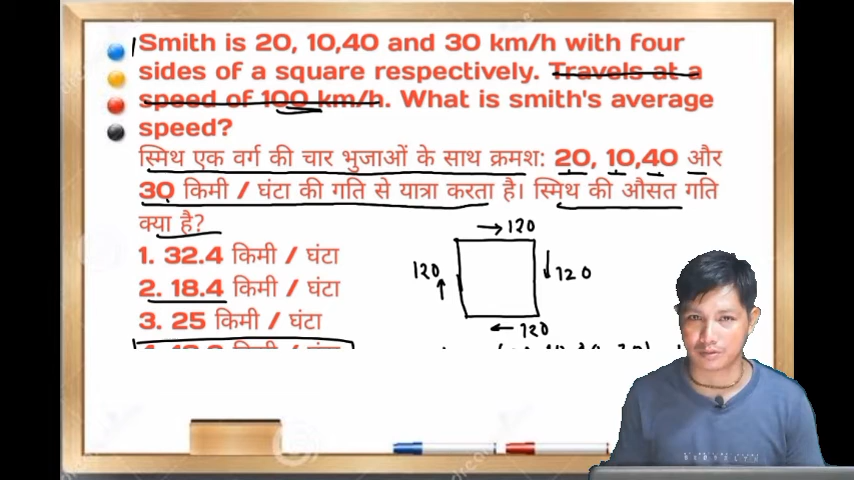 Smith is 20, 10,40 and 30 km/h with four
sides of a square respectively. Travels at a
speed of 100 km/h. What is smith's average
speed?
स्मिथ एक वर्ग की चार भुजाओं के साथ क्रमश: 20, 10,40 और
30 किमी / घंटा की गति से यात्रा करता है। स्मिथ की औसत गति
क्या है?
1. 32.4 किमी / घंटा
2. 18.4 किमी / घंटा
3. 25 किमी / घंटा
→120
120
↓120
←120